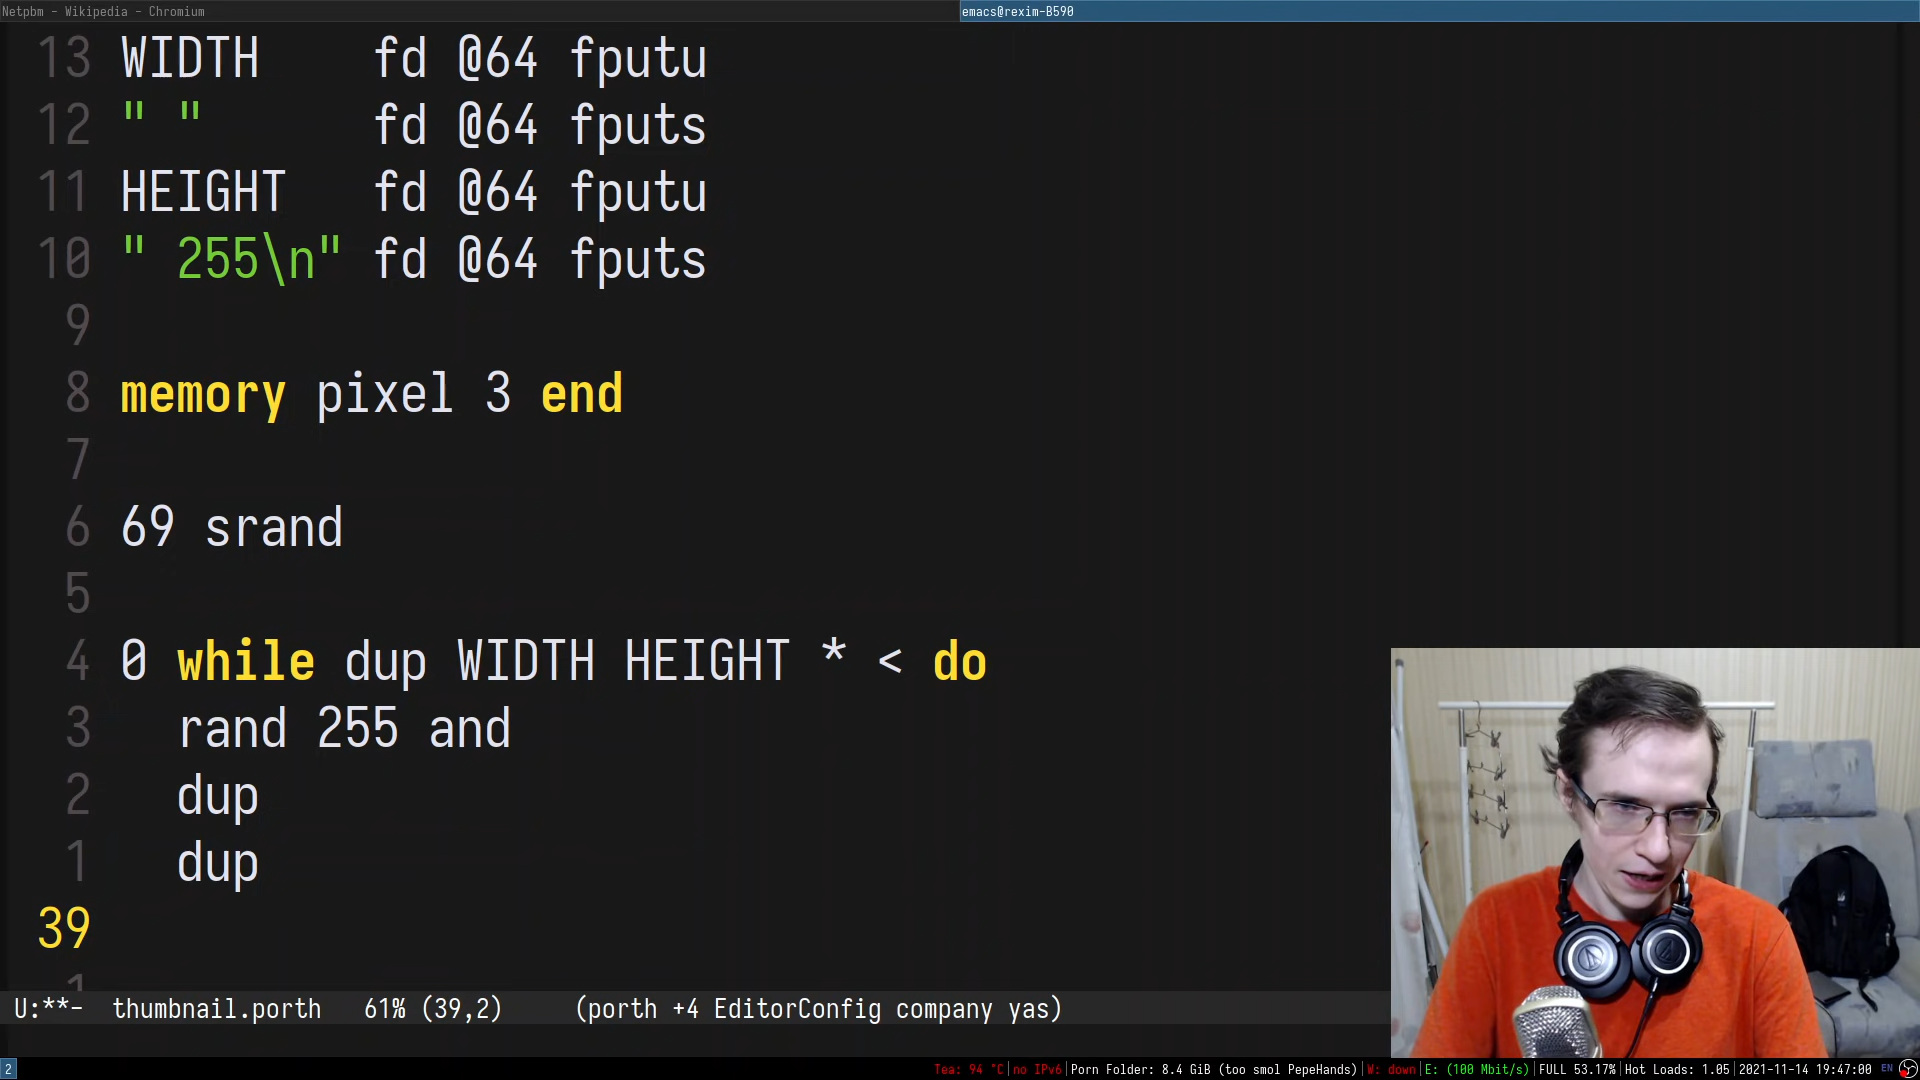 Netpbm - Wikipedia - Chromium
emacs@rexim-B590
13 WIDTH fd @64 fputu
12 " " fd @64 fputs
11 HEIGHT fd @64 fputu
10 " 255\n" fd @64 fputs
9
8 memory pixel 3 end
7
6 69 srand
5
4 0 while dup WIDTH HEIGHT * < do
3 rand 255 and
2 dup
1 dup
39
1
U:**- thumbnail.porth 61% (39,2) (porth +4 EditorConfig company yas)
2 Tea: 94 °C|no IPv6|Porn Folder: 8.4 GiB (too smol PepeHands)|W: down|E: (100 Mbit/s)|FULL 53.17%|Hot Loads: 1.05|2021-11-14 19:47:00 EN